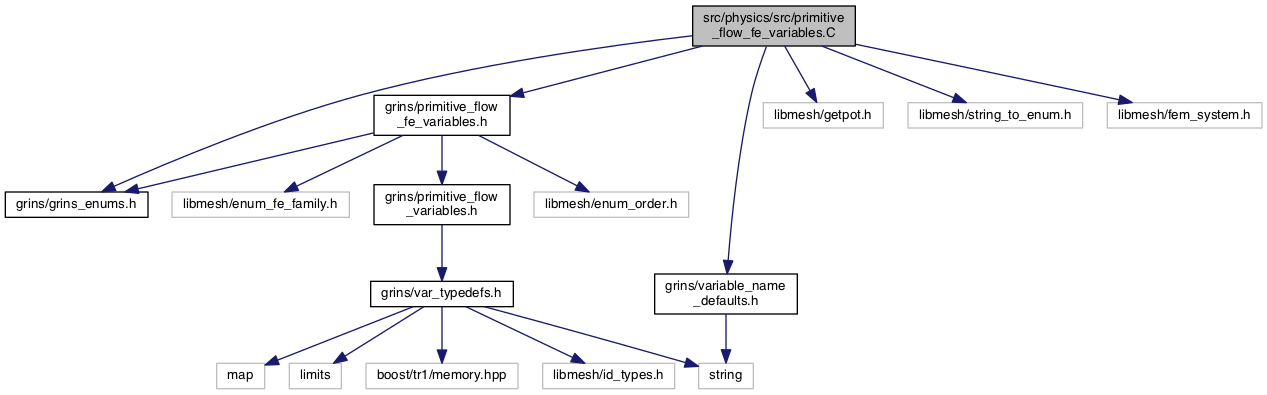 src/physics/src/primitive
_flow_fe_variables.C
grins/primitive_flow
_fe_variables.h
libmesh/getpot.h
libmesh/string_to_enum.h
libmesh/fem_system.h
grins/grins_enums.h
libmesh/enum_fe_family.h
grins/primitive_flow
_variables.h
libmesh/enum_order.h
grins/var_typedefs.h
grins/variable_name
_defaults.h
map
limits
boost/tr1/memory.hpp
libmesh/id_types.h
string